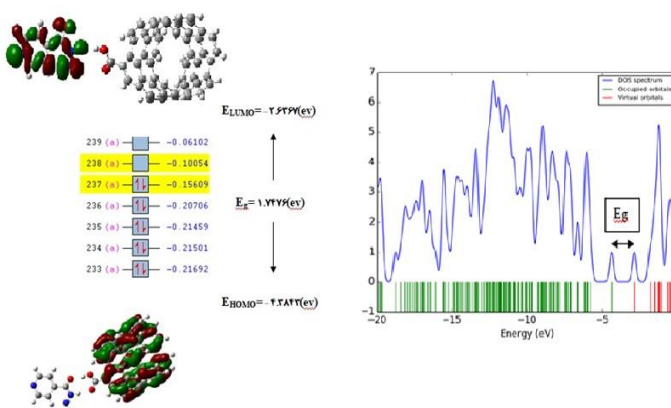 E_LUMO=-۲.۶۳۶۷(ev)
239 (a) -0.06102
238 (a) -0.10054
237 (a) -0.15609
236 (a) -0.20706
235 (a) -0.21459
234 (a) -0.21501
233 (a) -0.21692
E_g=۱.۷۴۷۶(ev)
E_HOMO=-۴.۳۸۴۳(ev)
DOS spectrum
Occupied orbitals
Virtual orbitals
Eg
7
6
5
4
3
2
1
0
-1
-20 -15 -10 -5
Energy (eV)